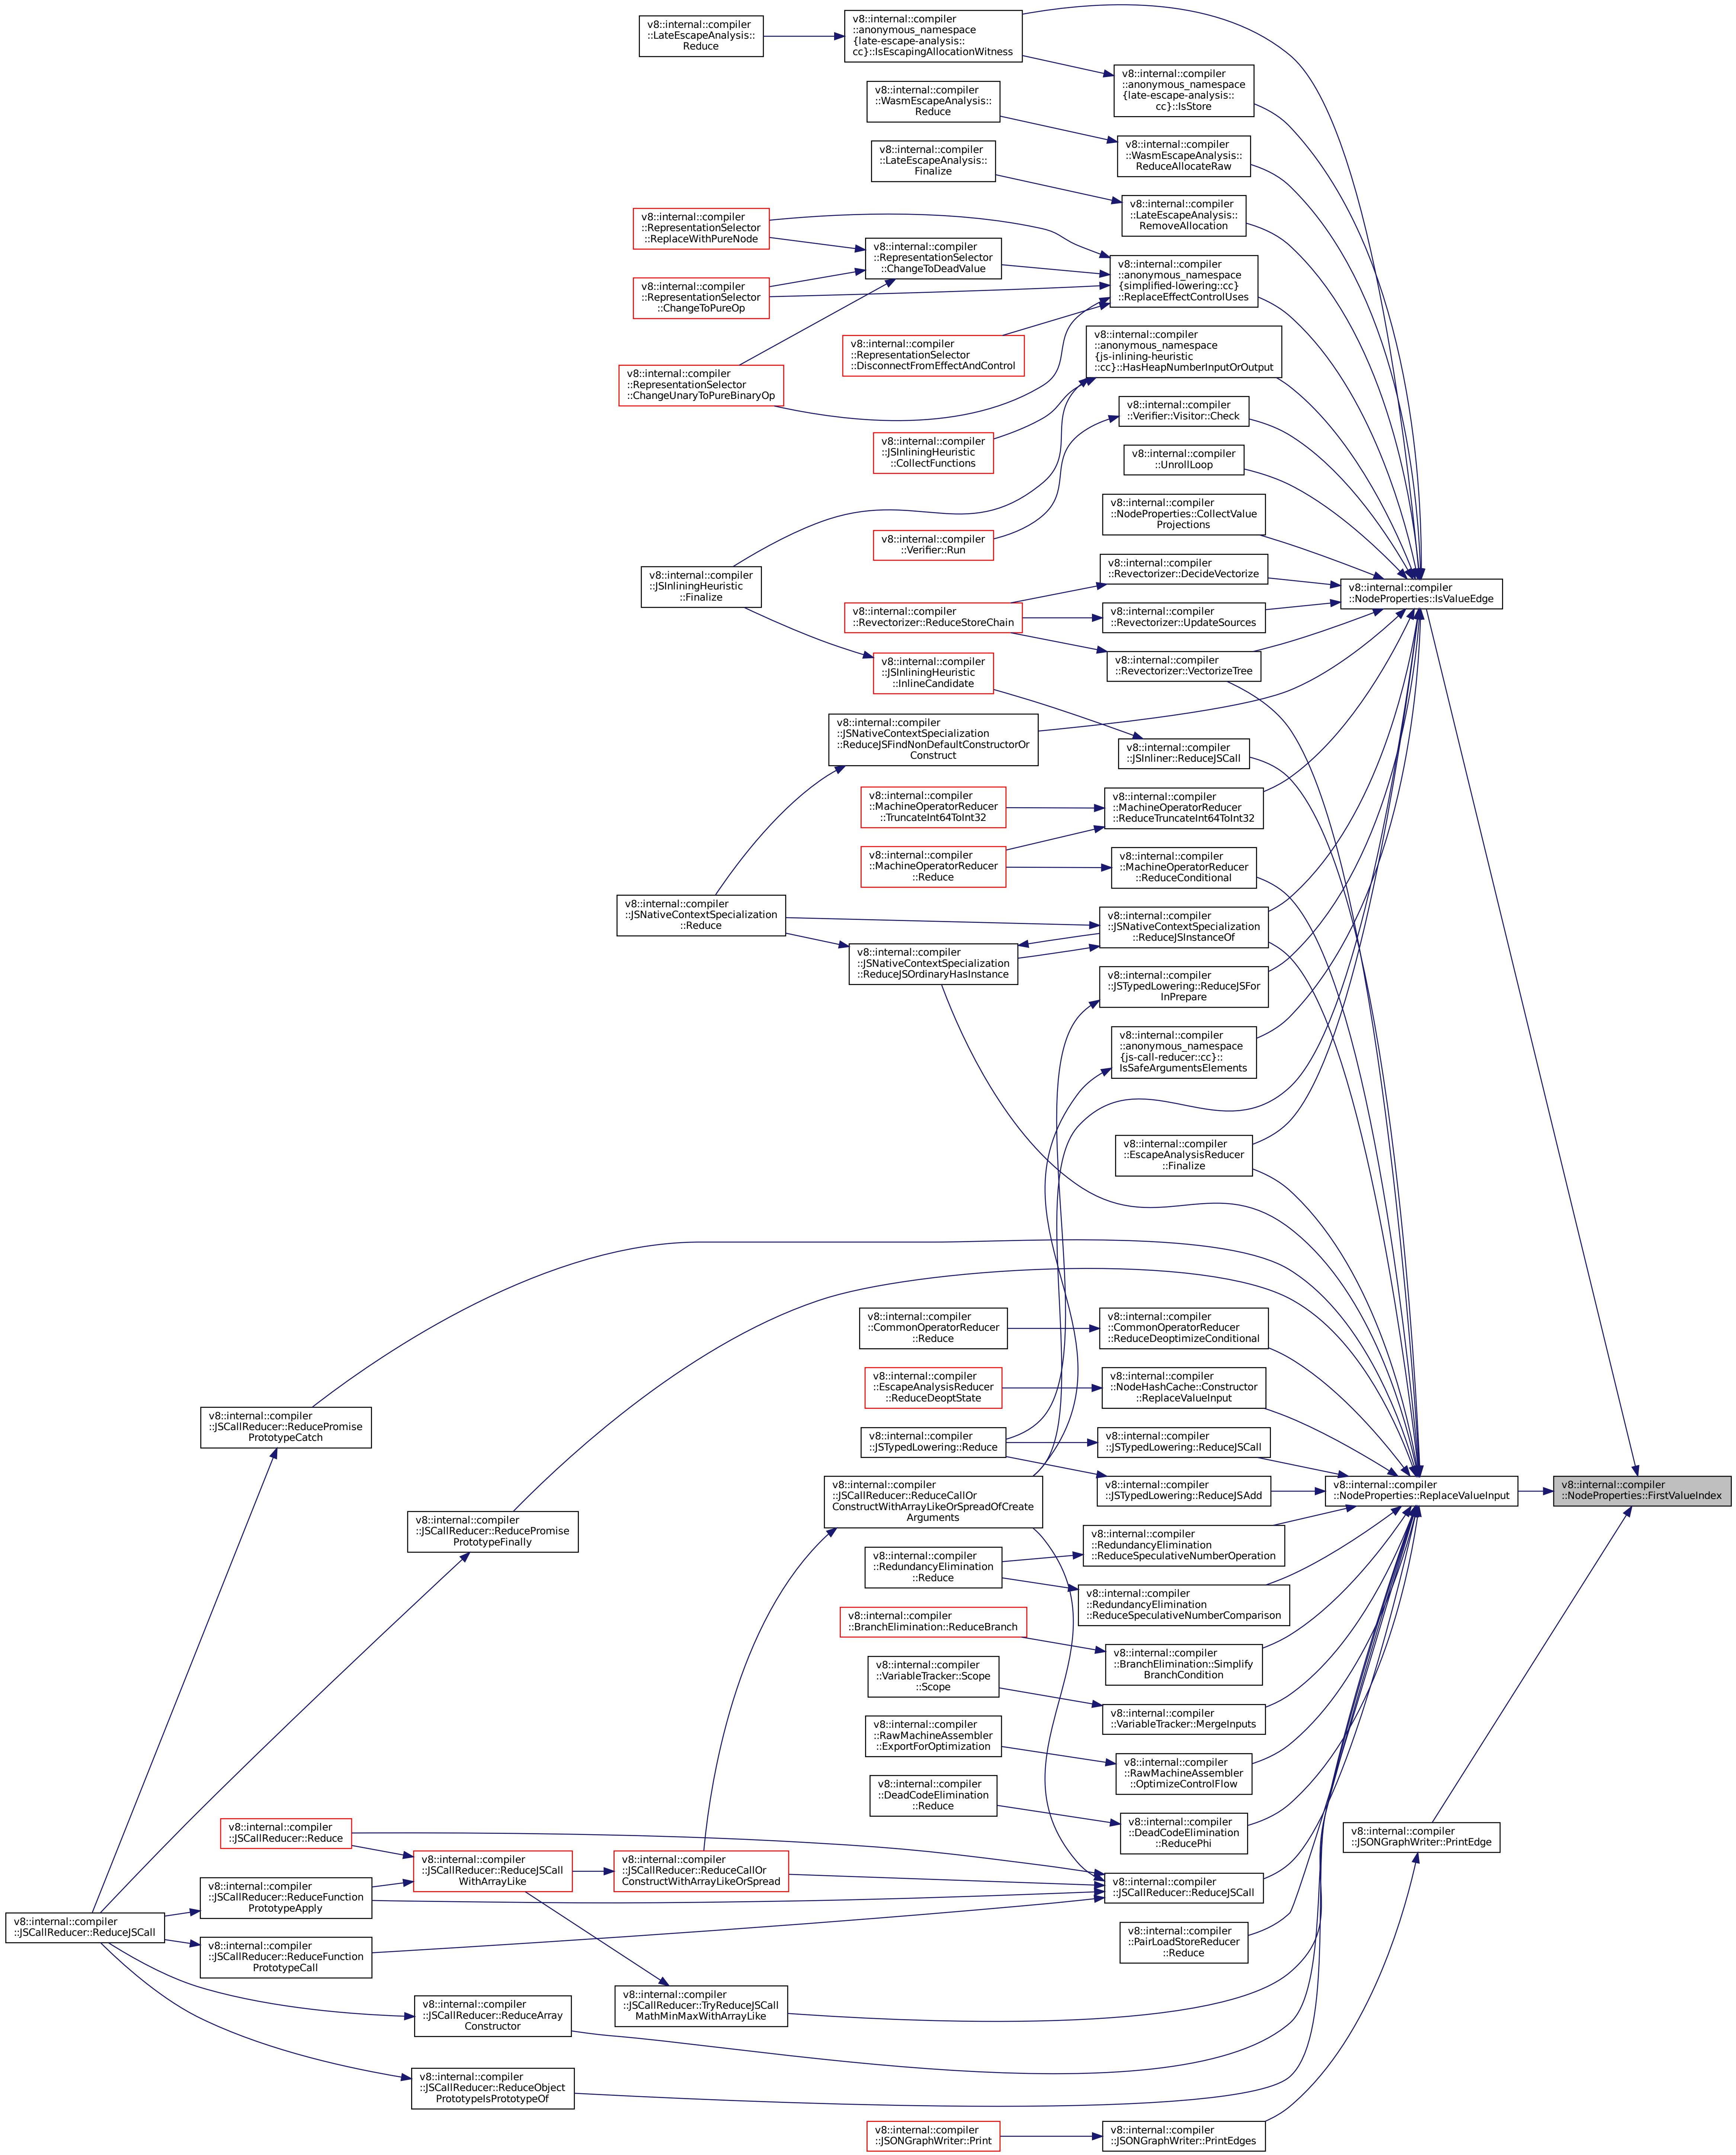 v8::internal::compiler
::LateEscapeAnalysis::
Reduce
v8::internal::compiler
::anonymous_namespace
{late-escape-analysis::
cc}::IsEscapingAllocationWitness
v8::internal::compiler
::anonymous_namespace
{late-escape-analysis::
cc}::IsStore
v8::internal::compiler
::WasmEscapeAnalysis::
Reduce
v8::internal::compiler
::WasmEscapeAnalysis::
ReduceAllocateRaw
v8::internal::compiler
::LateEscapeAnalysis::
Finalize
v8::internal::compiler
::LateEscapeAnalysis::
RemoveAllocation
v8::internal::compiler
::RepresentationSelector
::ReplaceWithPureNode
v8::internal::compiler
::RepresentationSelector
::ChangeToDeadValue
v8::internal::compiler
::anonymous_namespace
{simplified-lowering::cc}
::ReplaceEffectControlUses
v8::internal::compiler
::RepresentationSelector
::ChangeToPureOp
v8::internal::compiler
::RepresentationSelector
::DisconnectFromEffectAndControl
v8::internal::compiler
::anonymous_namespace
{js-inlining-heuristic
::cc}::HasHeapNumberInputOrOutput
v8::internal::compiler
::RepresentationSelector
::ChangeUnaryToPureBinaryOp
v8::internal::compiler
::Verifier::Visitor::Check
v8::internal::compiler
::JSInliningHeuristic
::CollectFunctions
v8::internal::compiler
::UnrollLoop
v8::internal::compiler
::NodeProperties::CollectValue
Projections
v8::internal::compiler
::Verifier::Run
v8::internal::compiler
::JSInliningHeuristic
::Finalize
v8::internal::compiler
::Revectorizer::DecideVectorize
v8::internal::compiler
::NodeProperties::IsValueEdge
v8::internal::compiler
::Revectorizer::ReduceStoreChain
v8::internal::compiler
::Revectorizer::UpdateSources
v8::internal::compiler
::JSInliningHeuristic
::InlineCandidate
v8::internal::compiler
::Revectorizer::VectorizeTree
v8::internal::compiler
::JSNativeContextSpecialization
::ReduceJSFindNonDefaultConstructorOr
Construct
v8::internal::compiler
::JSInliner::ReduceJSCall
v8::internal::compiler
::MachineOperatorReducer
::TruncateInt64ToInt32
v8::internal::compiler
::MachineOperatorReducer
::ReduceTruncateInt64ToInt32
v8::internal::compiler
::MachineOperatorReducer
::Reduce
v8::internal::compiler
::MachineOperatorReducer
::ReduceConditional
v8::internal::compiler
::JSNativeContextSpecialization
::Reduce
v8::internal::compiler
::JSNativeContextSpecialization
::ReduceJSInstanceOf
v8::internal::compiler
::JSNativeContextSpecialization
::ReduceJSOrdinaryHasInstance
v8::internal::compiler
::JSTypedLowering::ReduceJSFor
InPrepare
v8::internal::compiler
::anonymous_namespace
{js-call-reducer::cc}::
IsSafeArgumentsElements
v8::internal::compiler
::EscapeAnalysisReducer
::Finalize
v8::internal::compiler
::CommonOperatorReducer
::Reduce
v8::internal::compiler
::CommonOperatorReducer
::ReduceDeoptimizeConditional
v8::internal::compiler
::EscapeAnalysisReducer
::ReduceDeoptState
v8::internal::compiler
::NodeHashCache::Constructor
::ReplaceValueInput
v8::internal::compiler
::JSCallReducer::ReducePromise
PrototypeCatch
v8::internal::compiler
::JSTypedLowering::Reduce
v8::internal::compiler
::JSTypedLowering::ReduceJSCall
v8::internal::compiler
::JSCallReducer::ReduceCallOr
ConstructWithArrayLikeOrSpreadOfCreate
Arguments
v8::internal::compiler
::JSTypedLowering::ReduceJSAdd
v8::internal::compiler
::NodeProperties::ReplaceValueInput
v8::internal::compiler
::NodeProperties::FirstValueIndex
v8::internal::compiler
::JSCallReducer::ReducePromise
PrototypeFinally
v8::internal::compiler
::RedundancyElimination
::ReduceSpeculativeNumberOperation
v8::internal::compiler
::RedundancyElimination
::Reduce
v8::internal::compiler
::RedundancyElimination
::ReduceSpeculativeNumberComparison
v8::internal::compiler
::BranchElimination::ReduceBranch
v8::internal::compiler
::BranchElimination::Simplify
BranchCondition
v8::internal::compiler
::VariableTracker::Scope
::Scope
v8::internal::compiler
::VariableTracker::MergeInputs
v8::internal::compiler
::RawMachineAssembler
::ExportForOptimization
v8::internal::compiler
::RawMachineAssembler
::OptimizeControlFlow
v8::internal::compiler
::DeadCodeElimination
::Reduce
v8::internal::compiler
::DeadCodeElimination
::ReducePhi
v8::internal::compiler
::JSONGraphWriter::PrintEdge
v8::internal::compiler
::JSCallReducer::Reduce
v8::internal::compiler
::JSCallReducer::ReduceJSCall
WithArrayLike
v8::internal::compiler
::JSCallReducer::ReduceCallOr
ConstructWithArrayLikeOrSpread
v8::internal::compiler
::JSCallReducer::ReduceJSCall
v8::internal::compiler
::JSCallReducer::ReduceFunction
PrototypeApply
v8::internal::compiler
::JSCallReducer::ReduceJSCall
v8::internal::compiler
::JSCallReducer::ReduceFunction
PrototypeCall
v8::internal::compiler
::PairLoadStoreReducer
::Reduce
v8::internal::compiler
::JSCallReducer::TryReduceJSCall
MathMinMaxWithArrayLike
v8::internal::compiler
::JSCallReducer::ReduceArray
Constructor
v8::internal::compiler
::JSCallReducer::ReduceObject
PrototypeIsPrototypeOf
v8::internal::compiler
::JSONGraphWriter::Print
v8::internal::compiler
::JSONGraphWriter::PrintEdges